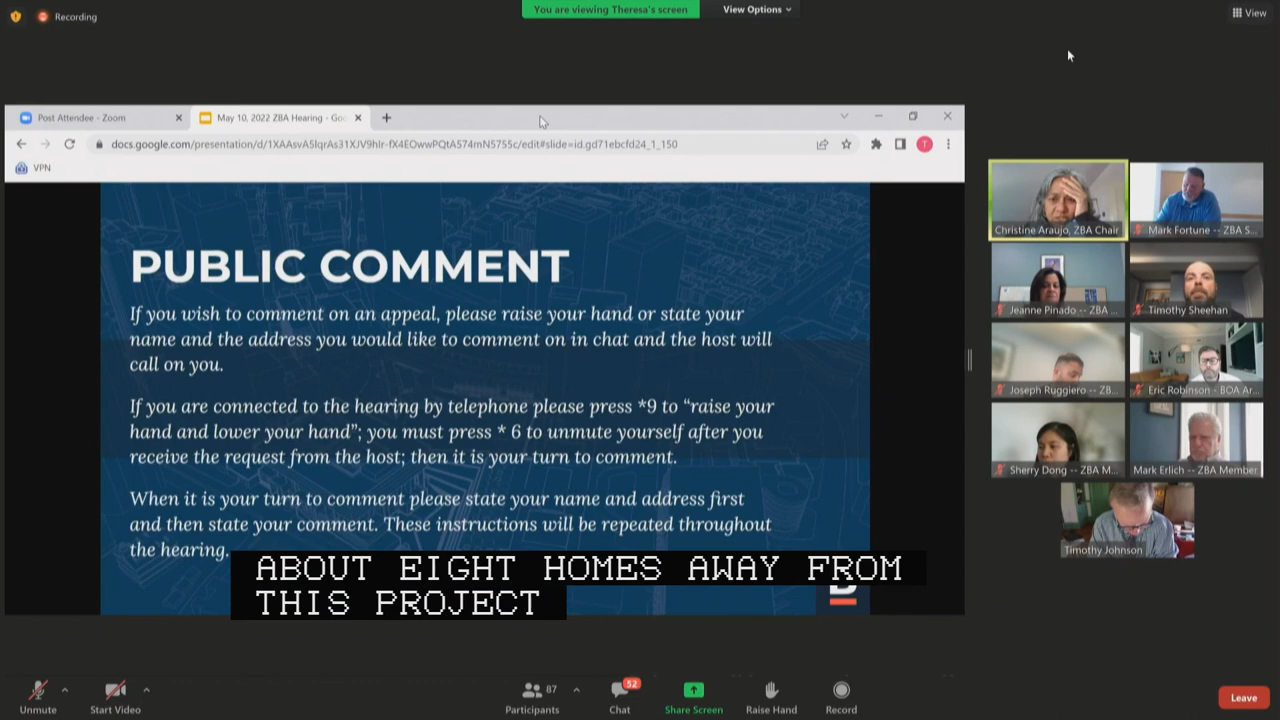 Recording
You are viewing Theresa's screen
View Options
View
Post Attendee - Zoom
May 10, 2022 ZBA Hearing - Goo
docs.google.com/presentation/d/1XAAsvA5lqrAs31XJV9hIr-fX4EOwwPQtA574mN5755c/edit#slide=id.gd71ebcfd24_1_150
T
VPN
PUBLIC COMMENT
If you wish to comment on an appeal, please raise your hand or state your
name and the address you would like to comment on in chat and the host will
call on you.
If you are connected to the hearing by telephone please press *9 to “raise your
hand and lower your hand”; you must press * 6 to unmute yourself after you
receive the request from the host; then it is your turn to comment.
When it is your turn to comment please state your name and address first
and then state your comment. These instructions will be repeated throughout
the hearing.
ABOUT EIGHT HOMES AWAY FROM
THIS PROJECT
B
Christine Araujo, ZBA Chair
Mark Fortune -- ZBA S...
Jeanne Pinado -- ZBA ...
Timothy Sheehan
Joseph Ruggiero -- ZB...
Eric Robinson - BOA Ar...
Sherry Dong -- ZBA M...
Mark Erlich -- ZBA Member
Timothy Johnson
Unmute
Start Video
87
Participants
52
Chat
Share Screen
Raise Hand
Record
Leave